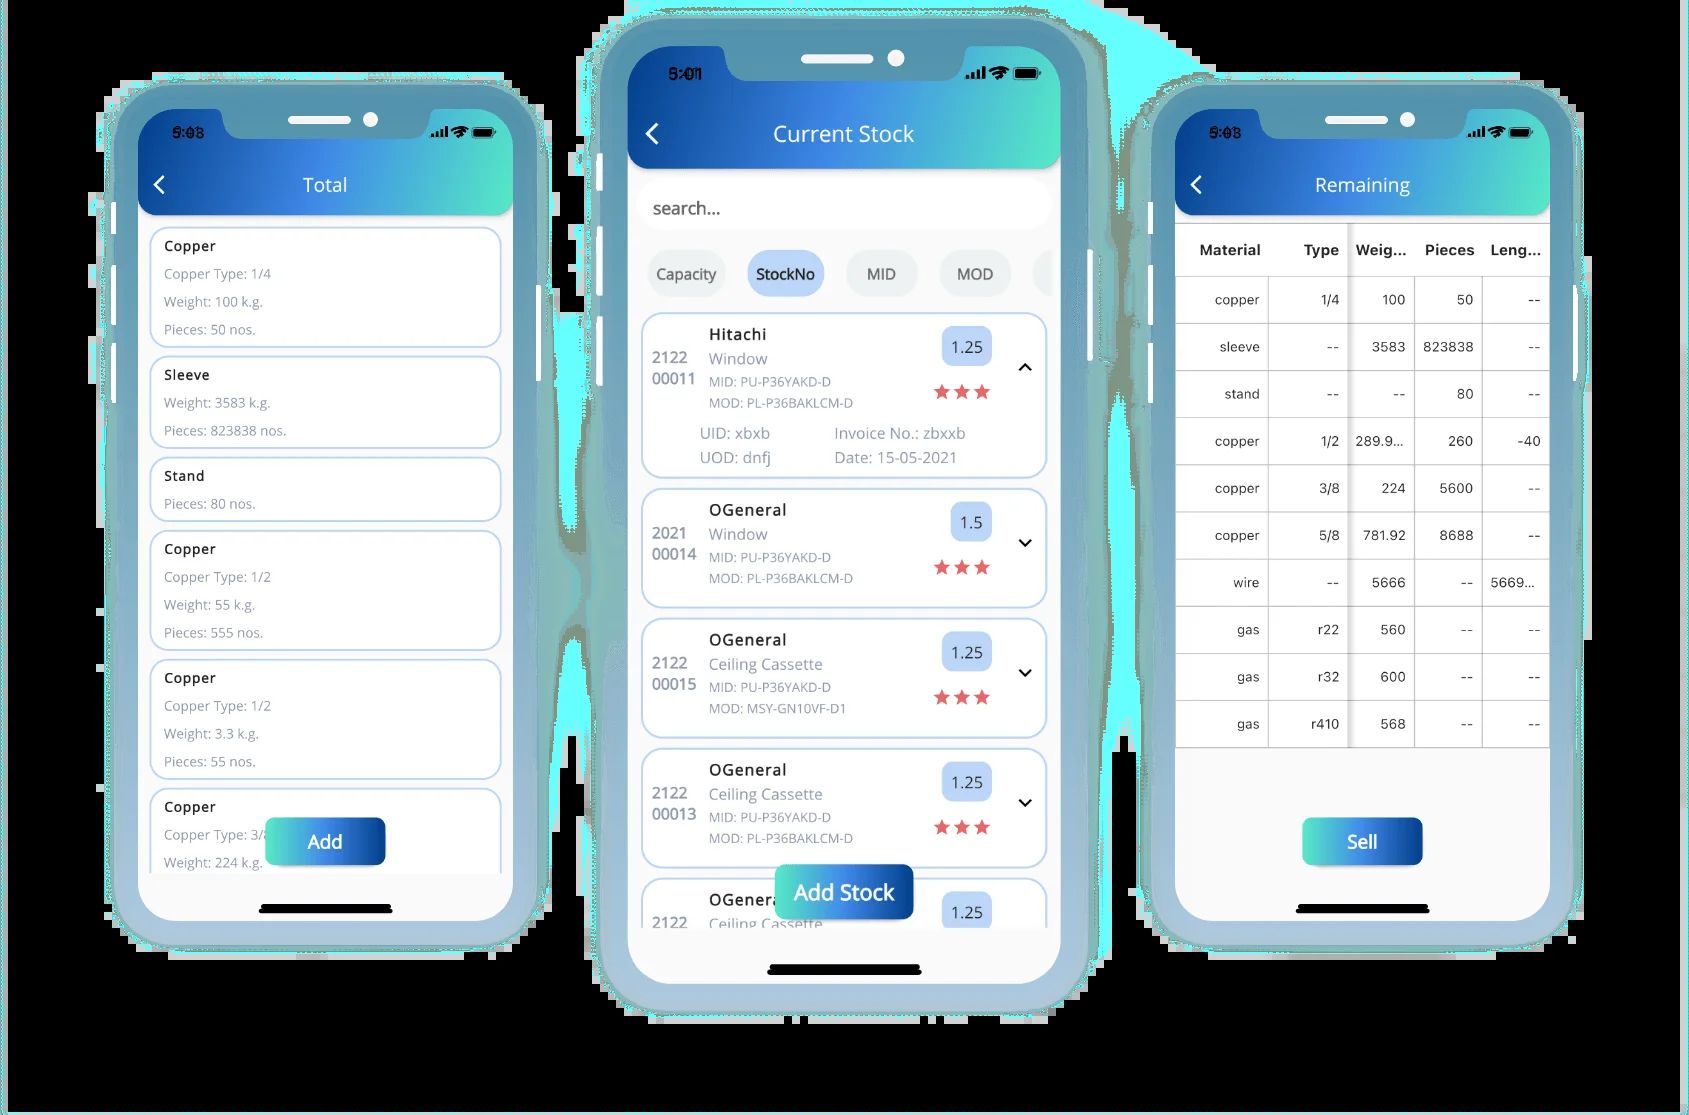 5:03
Total
Copper
Copper Type: 1/4
Weight: 100 k.g.
Pieces: 50 nos.
Sleeve
Weight: 3583 k.g.
Pieces: 823838 nos.
Stand
Pieces: 80 nos.
Copper
Copper Type: 1/2
Weight: 55 k.g.
Pieces: 555 nos.
Copper
Copper Type: 1/2
Weight: 3.3 k.g.
Pieces: 55 nos.
Copper
Copper Type: 3/8
Weight: 224 k.g.
Add
5:01
Current Stock
search...
Capacity StockNo MID MOD
Hitachi
Window
MID: PU-P36YAKD-D
MOD: PL-P36BAKLCM-D
2122
00011
1.25
UID: xbxb Invoice No.: zbxxb
UOD: dnfj Date: 15-05-2021
OGeneral
Window
MID: PU-P36YAKD-D
MOD: PL-P36BAKLCM-D
2021
00014
1.5
OGeneral
Ceiling Cassette
MID: PU-P36YAKD-D
MOD: MSY-GN10VF-D1
2122
00015
1.25
OGeneral
Ceiling Cassette
MID: PU-P36YAKD-D
MOD: PL-P36BAKLCM-D
2122
00013
1.25
OGenera
Ceiling Cassette
2122
1.25
Add Stock
5:03
Remaining
Material Type Weig... Pieces Leng...
copper 1/4 100 50 --
sleeve -- 3583 823838 --
stand -- -- 80 --
copper 1/2 289.9... 260 -40
copper 3/8 224 5600 --
copper 5/8 781.92 8688 --
wire -- 5666 -- 5669...
gas r22 560 -- --
gas r32 600 -- --
gas r410 568 -- --
Sell